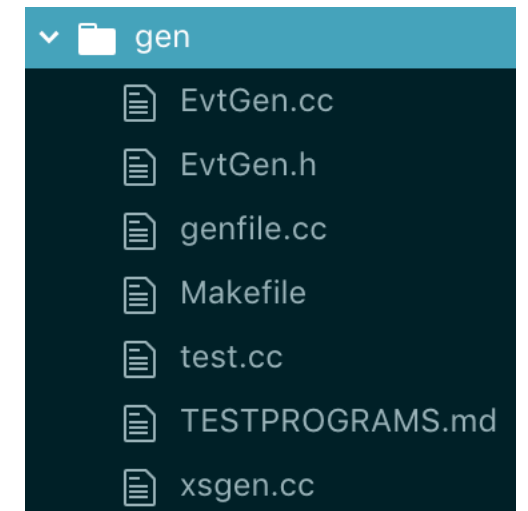 gen
EvtGen.cc
EvtGen.h
genfile.cc
Makefile
test.cc
TESTPROGRAMS.md
xsgen.cc